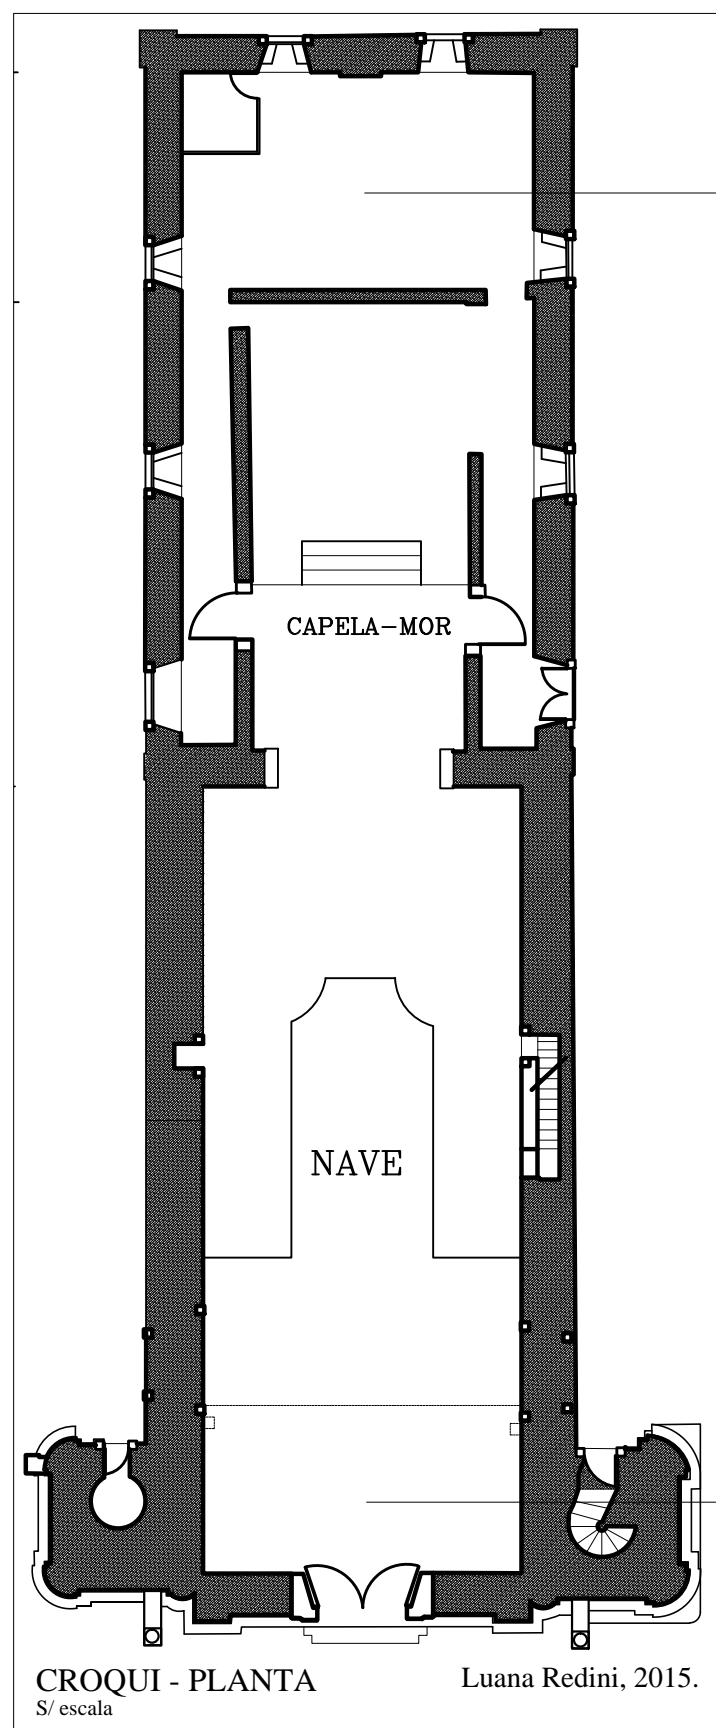 CAPELA-MOR
NAVE
CROQUI - PLANTA
Luana Redini, 2015.
S/ escala